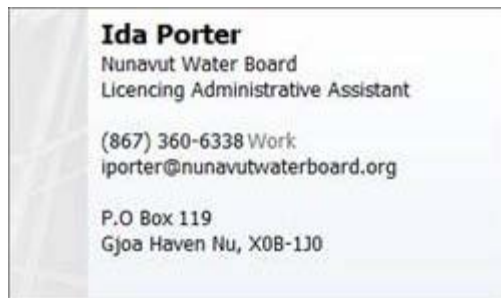 Ida Porter
Nunavut Water Board
Licencing Administrative Assistant
(867) 360-6338 Work
iporter@nunavutwaterboard.org
P.O Box 119
Gjoa Haven Nu, X0B-1J0